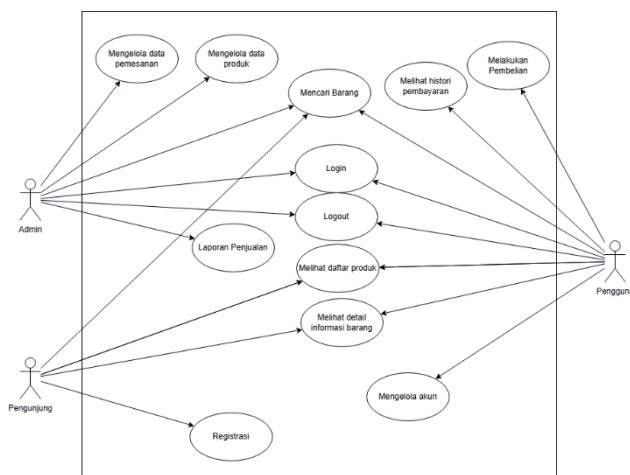 Mengelola data
pemesanan
Mengelola data
produk
Mencari Barang
Melihat histori
pembayaran
Melakukan
Pembelian
Login
Logout
Admin
Laporan Penjualan
Melihat daftar produk
Penggun
Melihat detail
informasi barang
Pengunjung
Mengelola akun
Registrasi